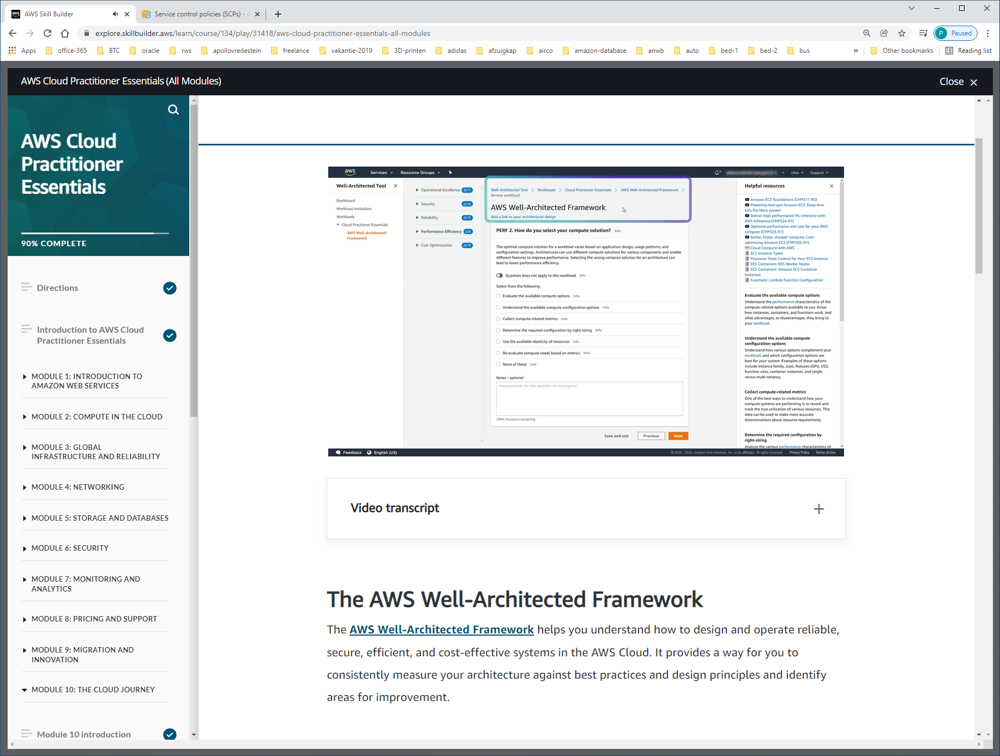 aws
AWS Skill Builder
Service control policies (SCPs) - A
explore.skillbuilder.aws/learn/course/134/play/31418/aws-cloud-practitioner-essentials-all-modules
P
Paused
Apps
office-365
BTC
oracle
rws
apollovredestein
freelance
vakantie-2019
3D-printen
adidas
afzuigkap
airco
amazon-database
anwb
auto
bed-1
bed-2
bus
»
Other bookmarks
Reading list
AWS Cloud Practitioner Essentials (All Modules)
Close
AWS Cloud
Practitioner
Essentials
90% COMPLETE
Directions
Introduction to AWS Cloud
Practitioner Essentials
MODULE 1: INTRODUCTION TO
AMAZON WEB SERVICES
MODULE 2: COMPUTE IN THE CLOUD
MODULE 3: GLOBAL
INFRASTRUCTURE AND RELIABILITY
MODULE 4: NETWORKING
MODULE 5: STORAGE AND DATABASES
MODULE 6: SECURITY
MODULE 7: MONITORING AND
ANALYTICS
MODULE 8: PRICING AND SUPPORT
MODULE 9: MIGRATION AND
INNOVATION
MODULE 10: THE CLOUD JOURNEY
Module 10 introduction
aws
Services
Resource Groups
Ohio
Support
Well-Architected Tool
Dashboard
Workload invitations
Workloads
Cloud Practioner Essentials
AWS Well-Architected
Framework
Operational Excellence 0/11
Security 0/10
Reliability 0/13
Performance Efficiency 0/8
Cost Optimization 0/10
Well-Architected Tool > Workloads > Cloud Practioner Essentials > AWS Well-Architected Framework >
Review workload
AWS Well-Architected Framework
Add a link to your architectural design
PERF 2. How do you select your compute solution? Info
The optimal compute solution for a workload varies based on application design, usage patterns, and
configuration settings. Architectures can use different compute solutions for various components and enable
different features to improve performance. Selecting the wrong compute solution for an architecture can
lead to lower performance efficiency.
Question does not apply to this workload Info
Select from the following
Evaluate the available compute options Info
Understand the available compute configuration options Info
Collect compute-related metrics Info
Determine the required configuration by right-sizing Info
Use the available elasticity of resources Info
Re-evaluate compute needs based on metrics Info
None of these Info
Notes - optional
Improvements for this question are in progress.
2084 characters remaining
Save and exit
Previous
Next
Helpful resources
Amazon EC2 foundations (CMP211-R2)
Powering next-gen Amazon EC2: Deep dive
into the Nitro system
Deliver high performance ML inference with
AWS Inferentia (CMP324-R1)
Optimize performance and cost for your AWS
compute (CMP323-R1)
Better, faster, cheaper compute: Cost-
optimizing Amazon EC2 (CMP202-R1)
Cloud Compute with AWS
EC2 Instance Types
Processor State Control for Your EC2 Instance
EKS Containers: EKS Worker Nodes
ECS Containers: Amazon ECS Container
Instances
Functions: Lambda Function Configuration
Evaluate the available compute options
Understand the performance characteristics of the
compute-related options available to you. Know
how instances, containers, and functions work, and
what advantages, or disadvantages, they bring to
your workload.
Understand the available compute
configuration options
Understand how various options complement your
workload, and which configuration options are
best for your system. Examples of these options
include instance family, sizes, features (GPU, I/O),
function sizes, container instances, and single
versus multi-tenancy.
Collect compute-related metrics
One of the best ways to understand how your
compute systems are performing is to record and
track the true utilization of various resources. This
data can be used to make more accurate
determinations about resource requirements.
Determine the required configuration by
right-sizing
Analyze the various performance characteristics of
Feedback
English (US)
© 2008 - 2020, Amazon Web Services, Inc. or its affiliates. All rights reserved.
Privacy Policy
Terms of Use
Video transcript
The AWS Well-Architected Framework
The AWS Well-Architected Framework helps you understand how to design and operate reliable,
secure, efficient, and cost-effective systems in the AWS Cloud. It provides a way for you to
consistently measure your architecture against best practices and design principles and identify
areas for improvement.